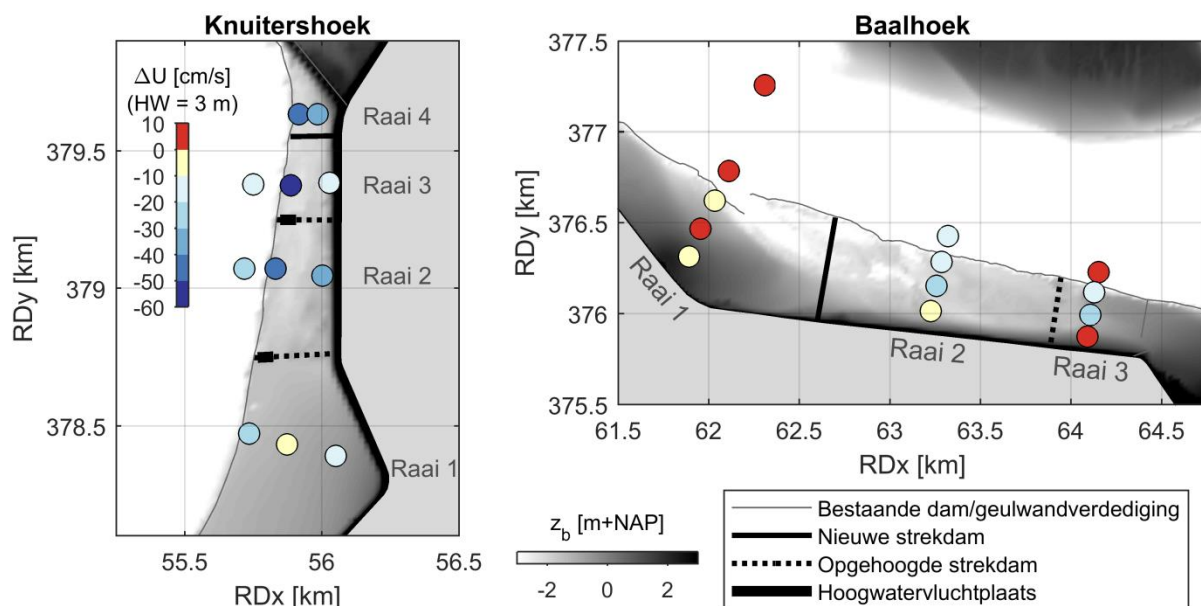 Knuitershoek
ΔU [cm/s]
(HW = 3 m)
10
0
-10
-20
-30
-40
-50
-60
Raai 4
Raai 3
Raai 2
Raai 1
379.5
379
378.5
RDy [km]
55.5
56
56.5
RDx [km]
Baalhoek
377.5
377
376.5
376
375.5
RDy [km]
Raai 1
Raai 2
Raai 3
61.5
62
62.5
63
63.5
64
64.5
RDx [km]
z_b [m+NAP]
-2
0
2
Bestaande dam/geulwandverdediging
Nieuwe strekdam
Opgehoogde strekdam
Hoogwatervluchtplaats